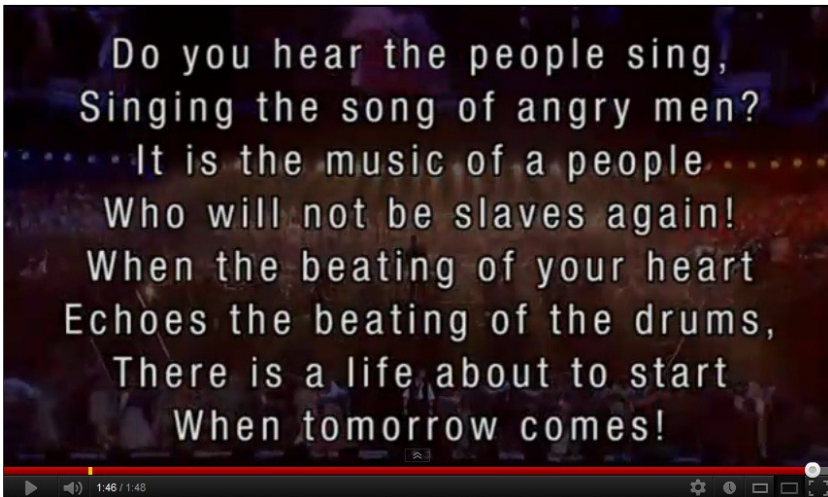 Do you hear the people sing,
Singing the song of angry men?
It is the music of a people
Who will not be slaves again!
When the beating of your heart
Echoes the beating of the drums,
There is a life about to start
When tomorrow comes!
1:46 / 1:48